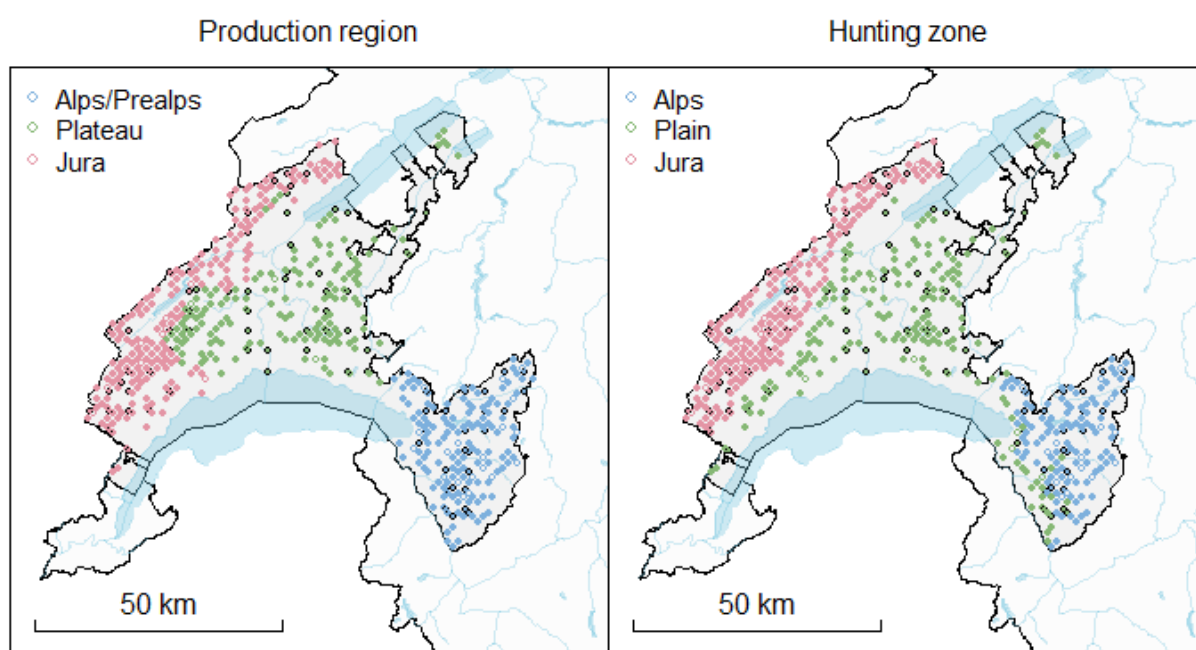 Production region
Hunting zone
Alps/Prealps
Plateau
Jura
50 km
Alps
Plain
Jura
50 km